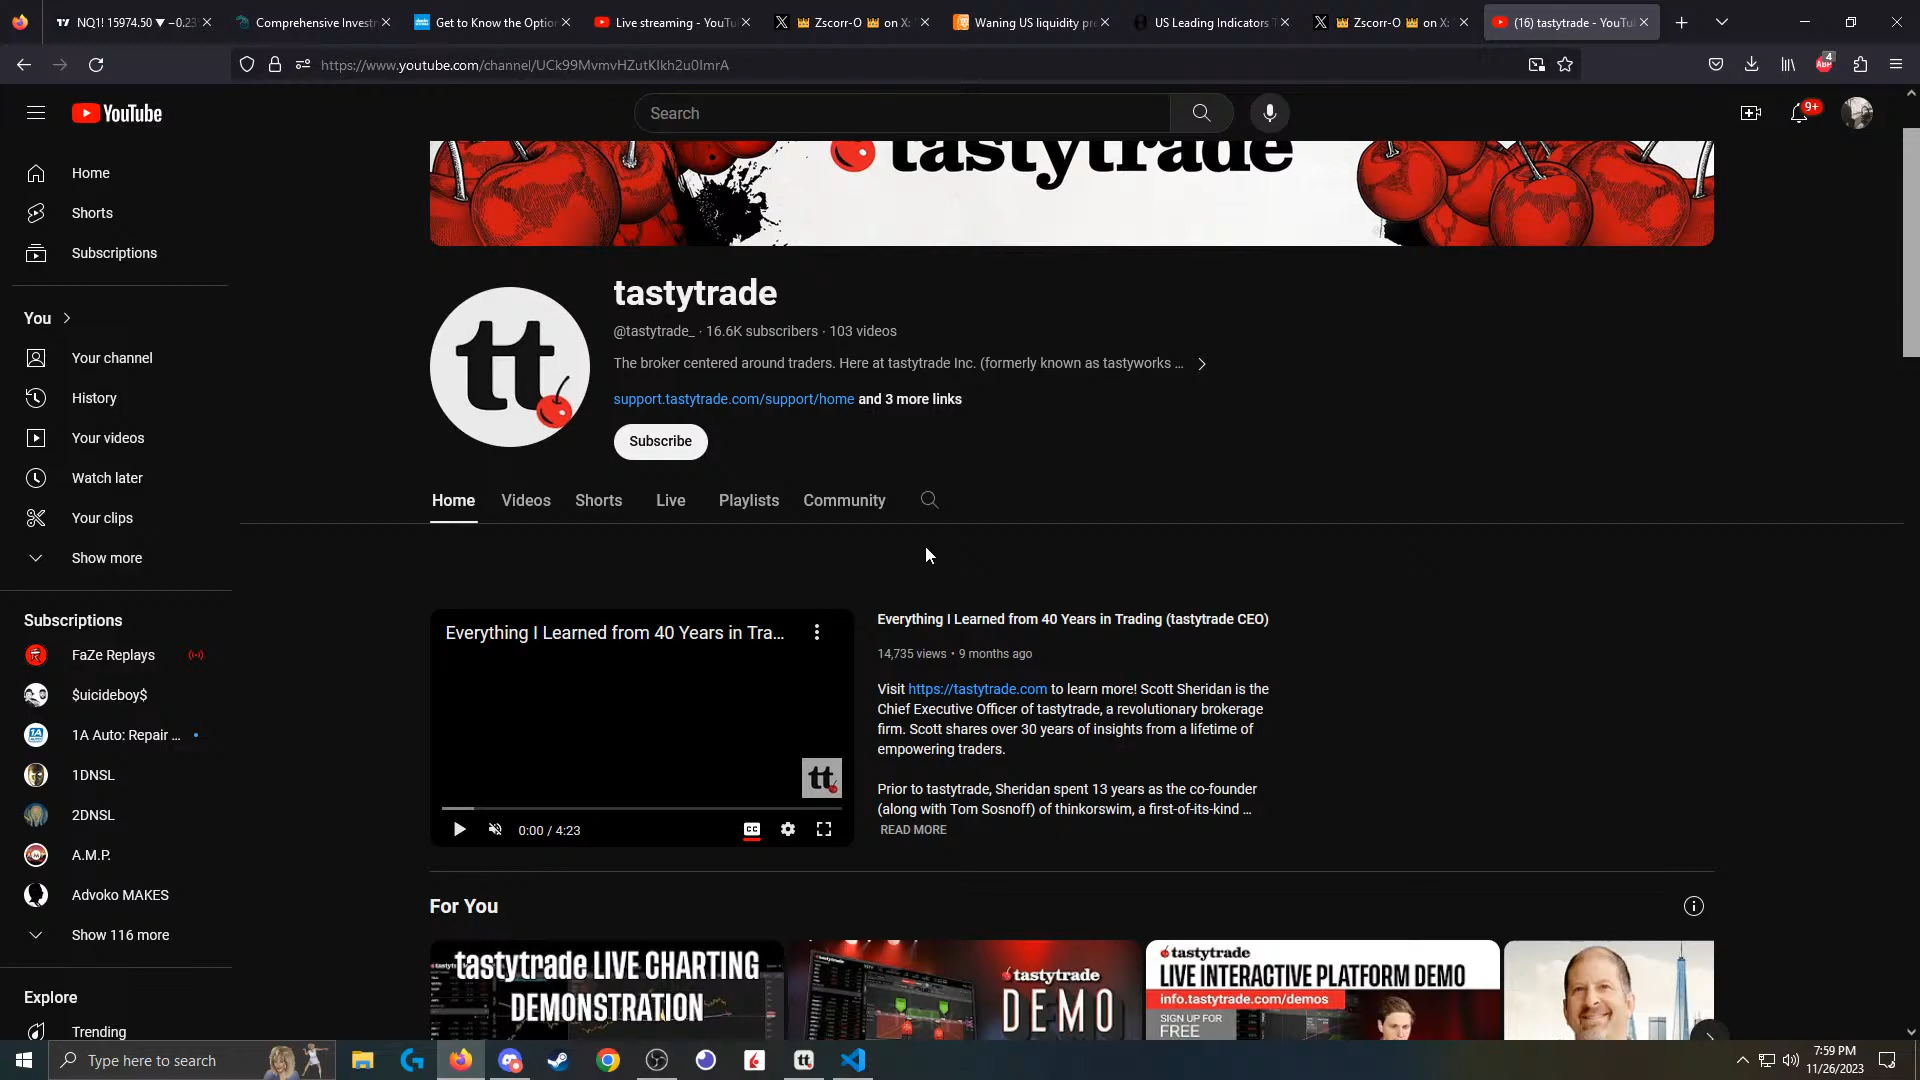 NQ1! 15974.50 ▼ −0.23
Comprehensive Investm
Get to Know the Option
Live streaming - YouTu
👑 Zscorr-O 👑 on X:
Waning US liquidity pre
US Leading Indicators T
👑 Zscorr-O 👑 on X:
(16) tastytrade - YouTu
https://www.youtube.com/channel/UCk99MvmvHZutKIkh2u0ImrA
4
YouTube
Search
9+
Home
Shorts
Subscriptions
You
Your channel
History
Your videos
Watch later
Your clips
Show more
Subscriptions
FaZe Replays
$uicideboy$
1A Auto: Repair ...
1DNSL
2DNSL
A.M.P.
Advoko MAKES
Show 116 more
Explore
Trending
tastytrade
tt
tastytrade
@tastytrade_ · 16.6K subscribers · 103 videos
The broker centered around traders. Here at tastytrade Inc. (formerly known as tastyworks ...
support.tastytrade.com/support/home and 3 more links
Subscribe
Home Videos Shorts Live Playlists Community
Everything I Learned from 40 Years in Tra...
tt
0:00 / 4:23
CC
Everything I Learned from 40 Years in Trading (tastytrade CEO)
14,735 views • 9 months ago
Visit https://tastytrade.com to learn more! Scott Sheridan is the
Chief Executive Officer of tastytrade, a revolutionary brokerage
firm. Scott shares over 30 years of insights from a lifetime of
empowering traders.
Prior to tastytrade, Sheridan spent 13 years as the co-founder
(along with Tom Sosnoff) of thinkorswim, a first-of-its-kind ...
READ MORE
For You
tastytrade LIVE CHARTING
DEMONSTRATION
tastytrade
DEMO
tastytrade
LIVE INTERACTIVE PLATFORM DEMO
info.tastytrade.com/demos
SIGN UP FOR
FREE
Type here to search
tt
7:59 PM
11/26/2023